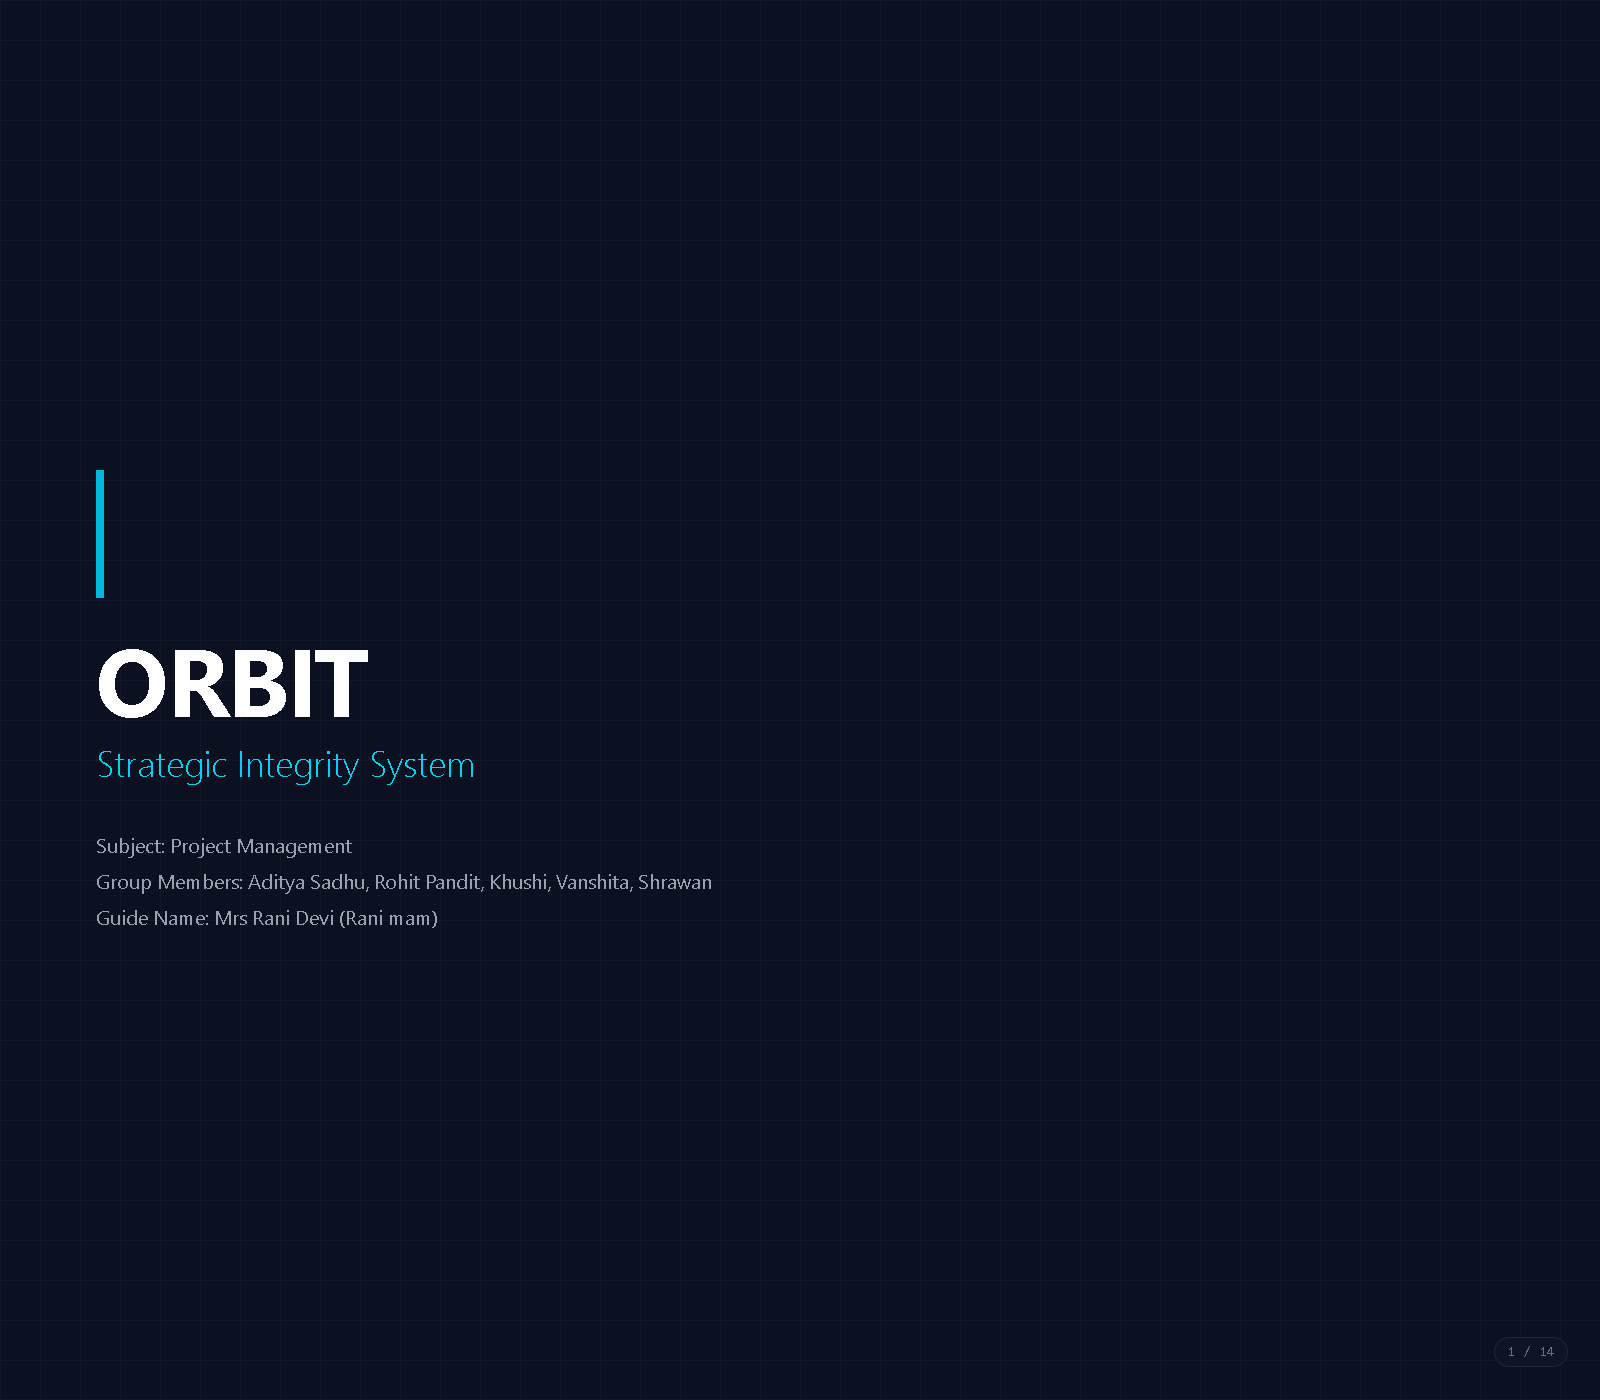 ORBIT
Strategic Integrity System
Subject: Project Management
Group Members: Aditya Sadhu, Rohit Pandit, Khushi, Vanshita, Shrawan
Guide Name: Mrs Rani Devi (Rani mam)
1 / 14